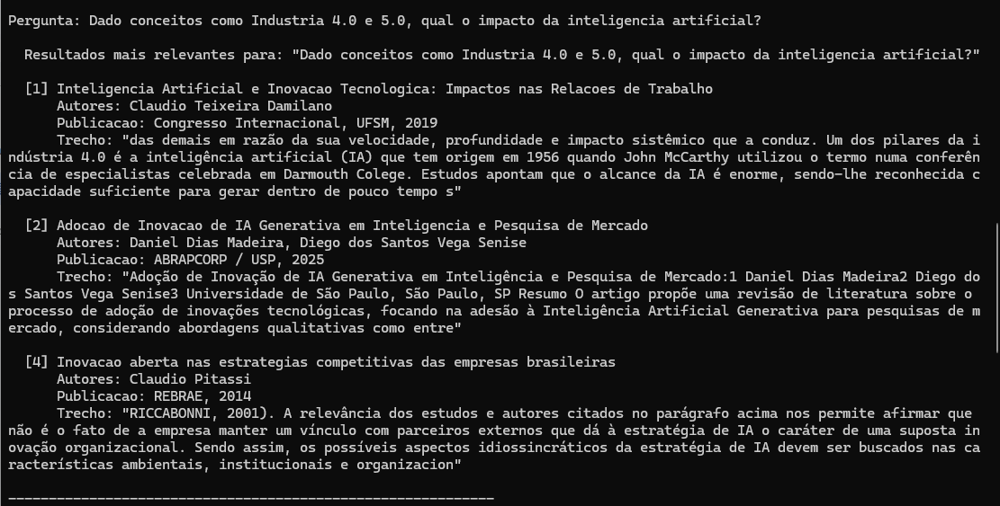 Pergunta: Dado conceitos como Industria 4.0 e 5.0, qual o impacto da inteligencia artificial?
Resultados mais relevantes para: "Dado conceitos como Industria 4.0 e 5.0, qual o impacto da inteligencia artificial?"
[1] Inteligencia Artificial e Inovacao Tecnologica: Impactos nas Relacoes de Trabalho
Autores: Claudio Teixeira Damilano
Publicacao: Congresso Internacional, UFSM, 2019
Trecho: "das demais em razão da sua velocidade, profundidade e impacto sistêmico que a conduz. Um dos pilares da i
ndústria 4.0 é a inteligência artificial (IA) que tem origem em 1956 quando John McCarthy utilizou o termo numa conferên
cia de especialistas celebrada em Darmouth Colege. Estudos apontam que o alcance da IA é enorme, sendo-lhe reconhecida c
apacidade suficiente para gerar dentro de pouco tempo s"
[2] Adocao de Inovacao de IA Generativa em Inteligencia e Pesquisa de Mercado
Autores: Daniel Dias Madeira, Diego dos Santos Vega Senise
Publicacao: ABRAPCORP / USP, 2025
Trecho: "Adoção de Inovação de IA Generativa em Inteligência e Pesquisa de Mercado:1 Daniel Dias Madeira2 Diego do
s Santos Vega Senise3 Universidade de São Paulo, São Paulo, SP Resumo O artigo propõe uma revisão de literatura sobre o
processo de adoção de inovações tecnológicas, focando na adesão à Inteligência Artificial Generativa para pesquisas de m
ercado, considerando abordagens qualitativas como entre"
[4] Inovacao aberta nas estrategias competitivas das empresas brasileiras
Autores: Claudio Pitassi
Publicacao: REBRAE, 2014
Trecho: "RICCABONNI, 2001). A relevância dos estudos e autores citados no parágrafo acima nos permite afirmar que
não é o fato de a empresa manter um vínculo com parceiros externos que dá à estratégia de IA o caráter de uma suposta in
ovação organizacional. Sendo assim, os possíveis aspectos idiossincráticos da estratégia de IA devem ser buscados nas ca
racterísticas ambientais, institucionais e organizacion"
____________________________________________________________